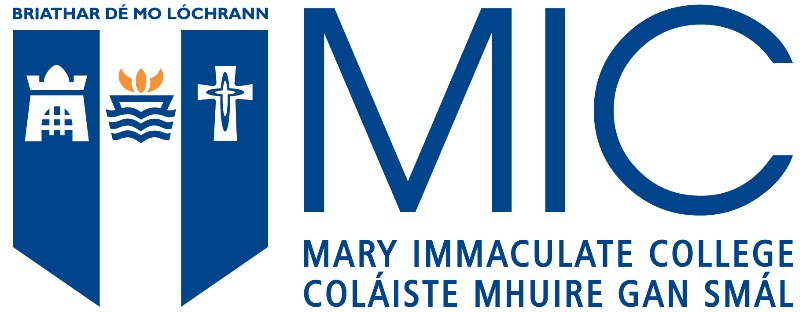 BRIATHAR DÉ MO LÓCHRANN
MIC
MARY IMMACULATE COLLEGE
COLÁISTE MHUIRE GAN SMÁL